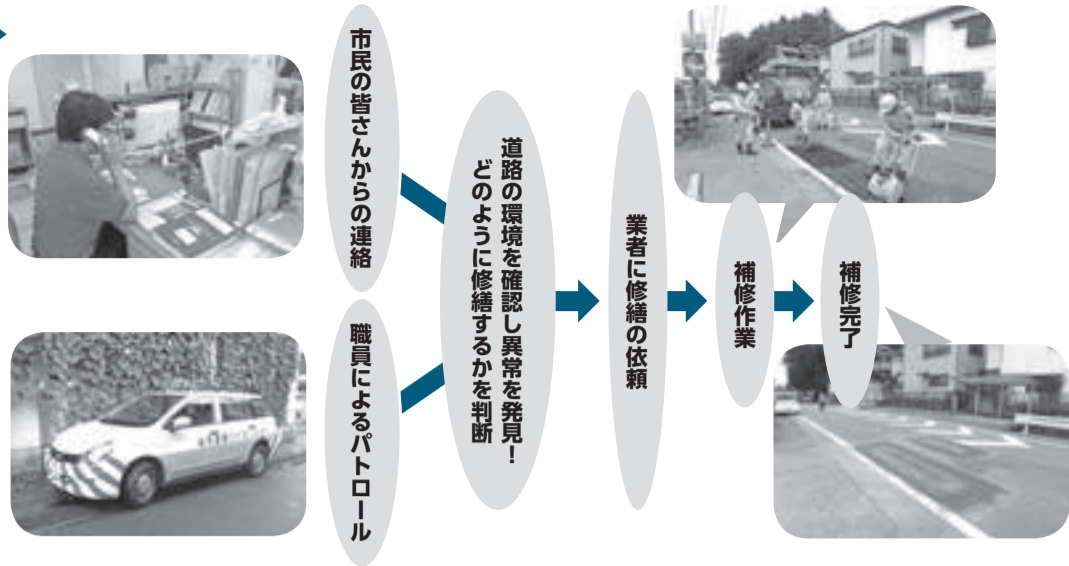 市民の皆さんからの連絡
職員によるパトロール
道路の環境を確認し異常を発見！
どのように修繕するかを判断
業者に修繕の依頼
補修作業
補修完了